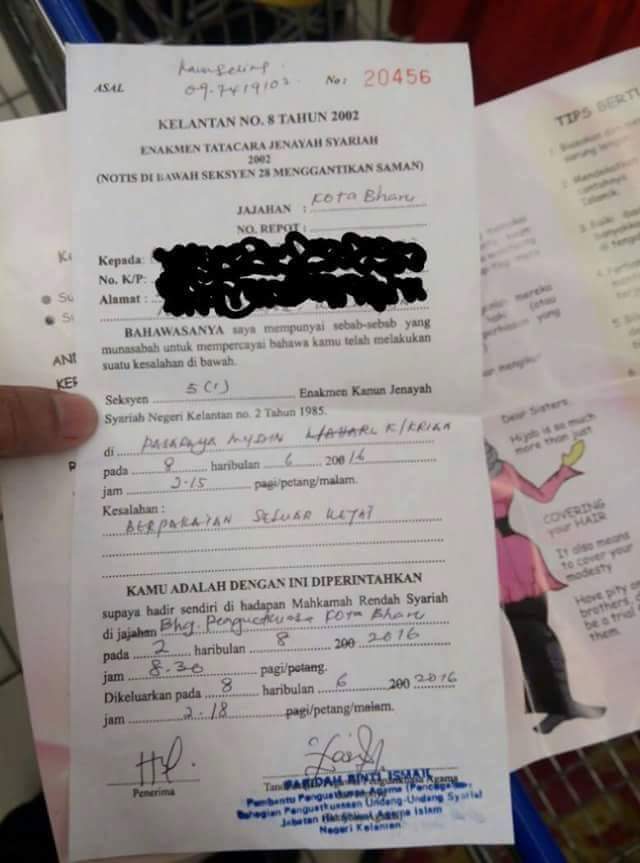 ASAL
Kaunseling
09-7419102
No: 20456
KELANTAN NO. 8 TAHUN 2002
ENAKMEN TATACARA JENAYAH SYARIAH
2002
(NOTIS DI BAWAH SEKSYEN 28 MENGGANTIKAN SAMAN)
JAJAHAN : Kota Bharu
NO. REPOT :
Kepada:
No. K/P:
Alamat :
BAHAWASANYA saya mempunyai sebab-sebab yang
munasabah untuk mempercayai bahawa kamu telah melakukan
suatu kesalahan di bawah.
Seksyen 5(1) Enakmen Kanun Jenayah
Syariah Negeri Kelantan no. 2 Tahun 1985.
di PASARAYA MYDIN K/KRIAN
pada 8 haribulan 6 200 16
jam 2.15 pagi/petang/malam.
Kesalahan :
BERPAKAIAN SELUAR KETAT
KAMU ADALAH DENGAN INI DIPERINTAHKAN
supaya hadir sendiri di hadapan Mahkamah Rendah Syariah
di jajahan Bhg. Penguatkuasa Kota Bharu
pada 2 haribulan 8 200 2016
jam 8.30 pagi/petang.
Dikeluarkan pada 8 haribulan 6 200 2016
jam 2.18 pagi/petang/malam.
Penerima
FARIDAH BINTI ISMAIL
Pembantu Penguatkuasa Agama (Pencegahan)
Bahagian Penguatkuasaan Undang-Undang Syariah
Jabatan Hal Ehwal Agama Islam
Negeri Kelantan
TIPS BERTU
Dear Sisters..
Hijab is so much
more than just
COVERING
your HAIR
It also means
to cover your
modesty
Have pity on
brothers,
be a trial
them.